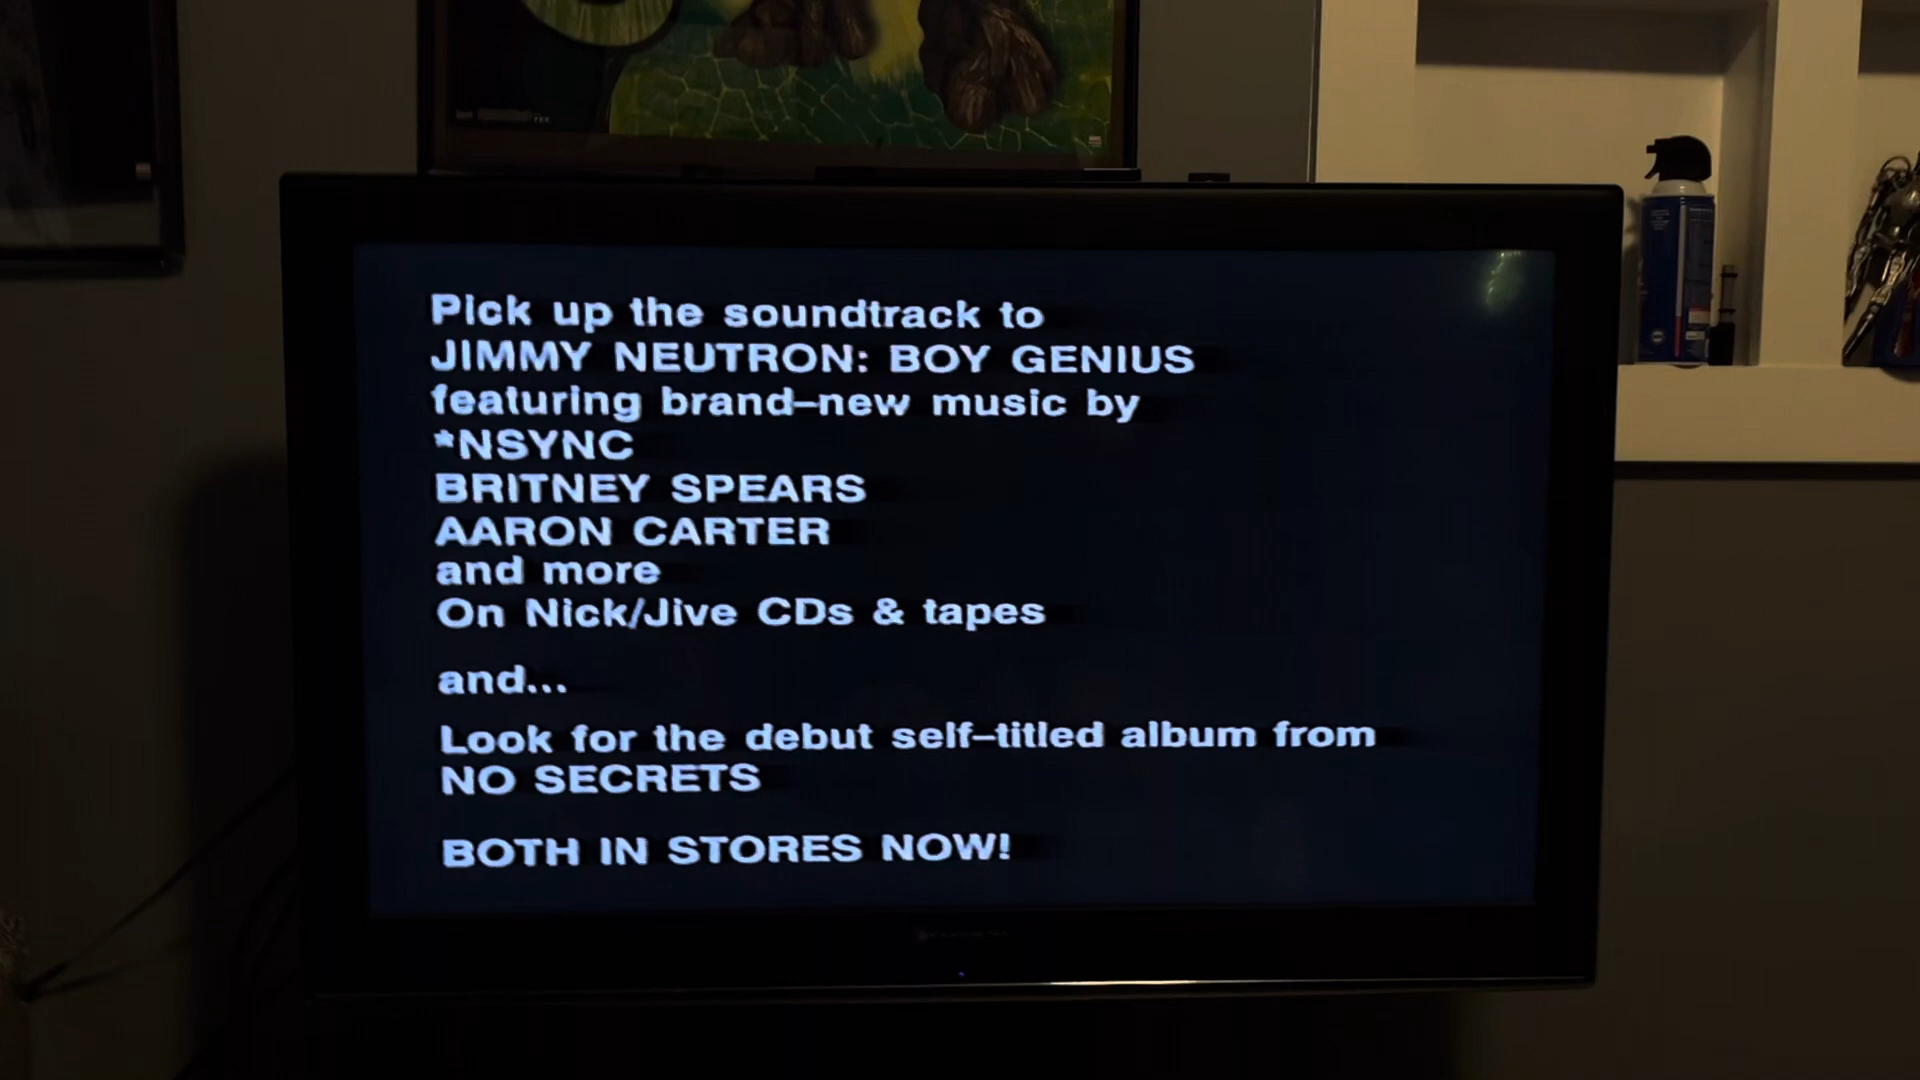 Pick up the soundtrack to
JIMMY NEUTRON: BOY GENIUS
featuring brand–new music by
*NSYNC
BRITNEY SPEARS
AARON CARTER
and more
On Nick/Jive CDs & tapes
and...
Look for the debut self–titled album from
NO SECRETS
BOTH IN STORES NOW!